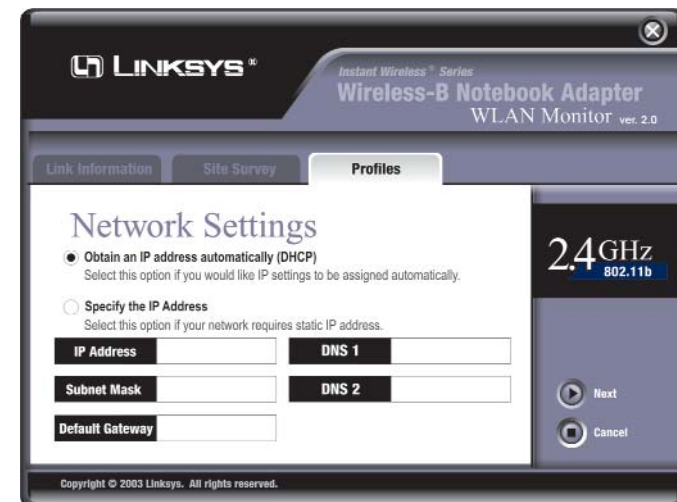 LINKSYS®
Instant Wireless® Series
Wireless-B Notebook Adapter
WLAN Monitor ver. 2.0
Link Information Site Survey Profiles
Network Settings
Obtain an IP address automatically (DHCP)
Select this option if you would like IP settings to be assigned automatically.
Specify the IP Address
Select this option if your network requires static IP address.
IP Address DNS 1
Subnet Mask DNS 2
Default Gateway
2.4GHz
802.11b
Next
Cancel
Copyright © 2003 Linksys. All rights reserved.